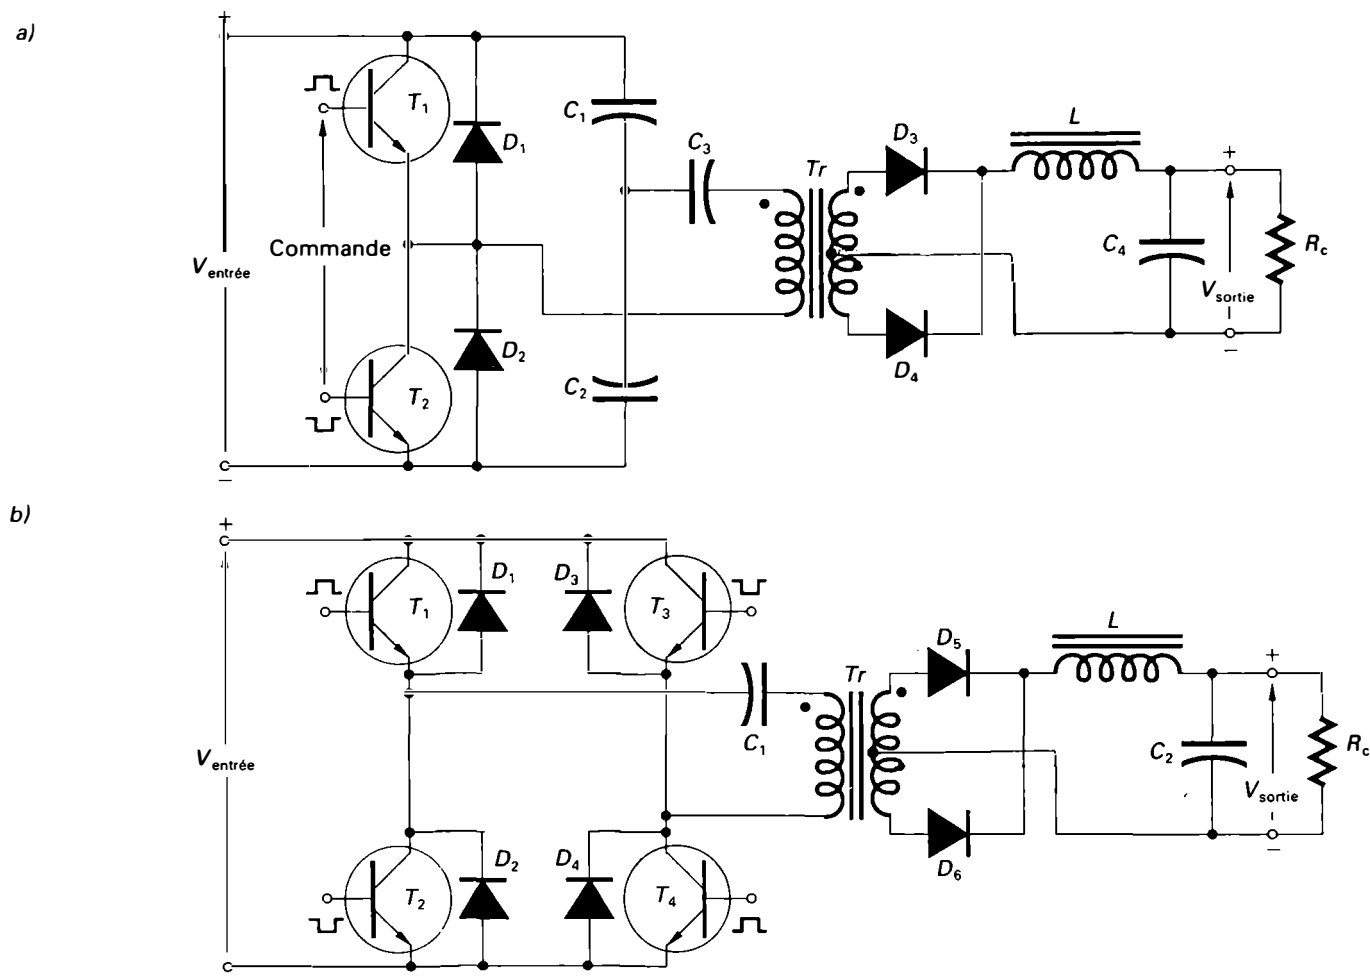 a)
+
T1
D1
C1
C3
Tr
D3
L
+
Commande
Ventrée
C4
Vsortie
Rc
D2
C2
T2
D4
−
−
b)
+
T1
D1
D3
T3
D5
L
+
Tr
C1
Ventrée
C2
Vsortie
Rc
T2
D2
D4
T4
D6
−